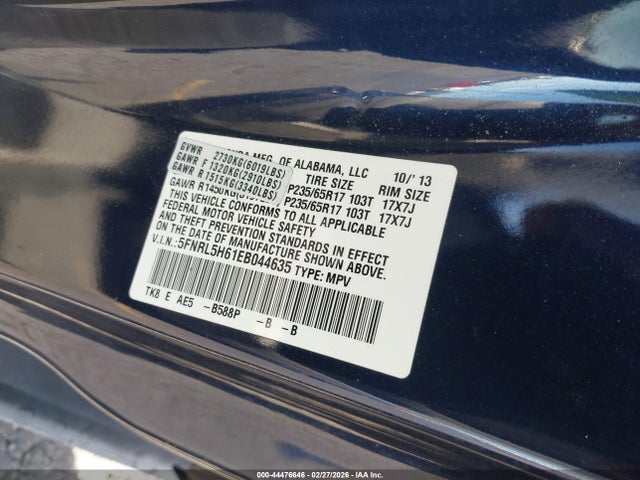 MFG. OF ALABAMA, LLC 10/'13
GVWR 2730KG(6019LBS) TIRE SIZE RIM SIZE
GAWR F 1320KG(2910LBS) P235/65R17 103T 17X7J
GAWR R 1515KG(3340LBS)
GAWR R P235/65R17 103T 17X7J
THIS VEHICLE CONFORMS TO ALL APPLICABLE
FEDERAL MOTOR VEHICLE SAFETY
AND THEFT PREVENTION STANDARDS IN EFFECT
ON THE DATE OF MANUFACTURE SHOWN ABOVE.
V.I.N.:5FNRL5H61EB044635 TYPE: MPV
TK8 E AE5 -B588P -B -B
000-44476646 - 02/27/2026 - IAA Inc.